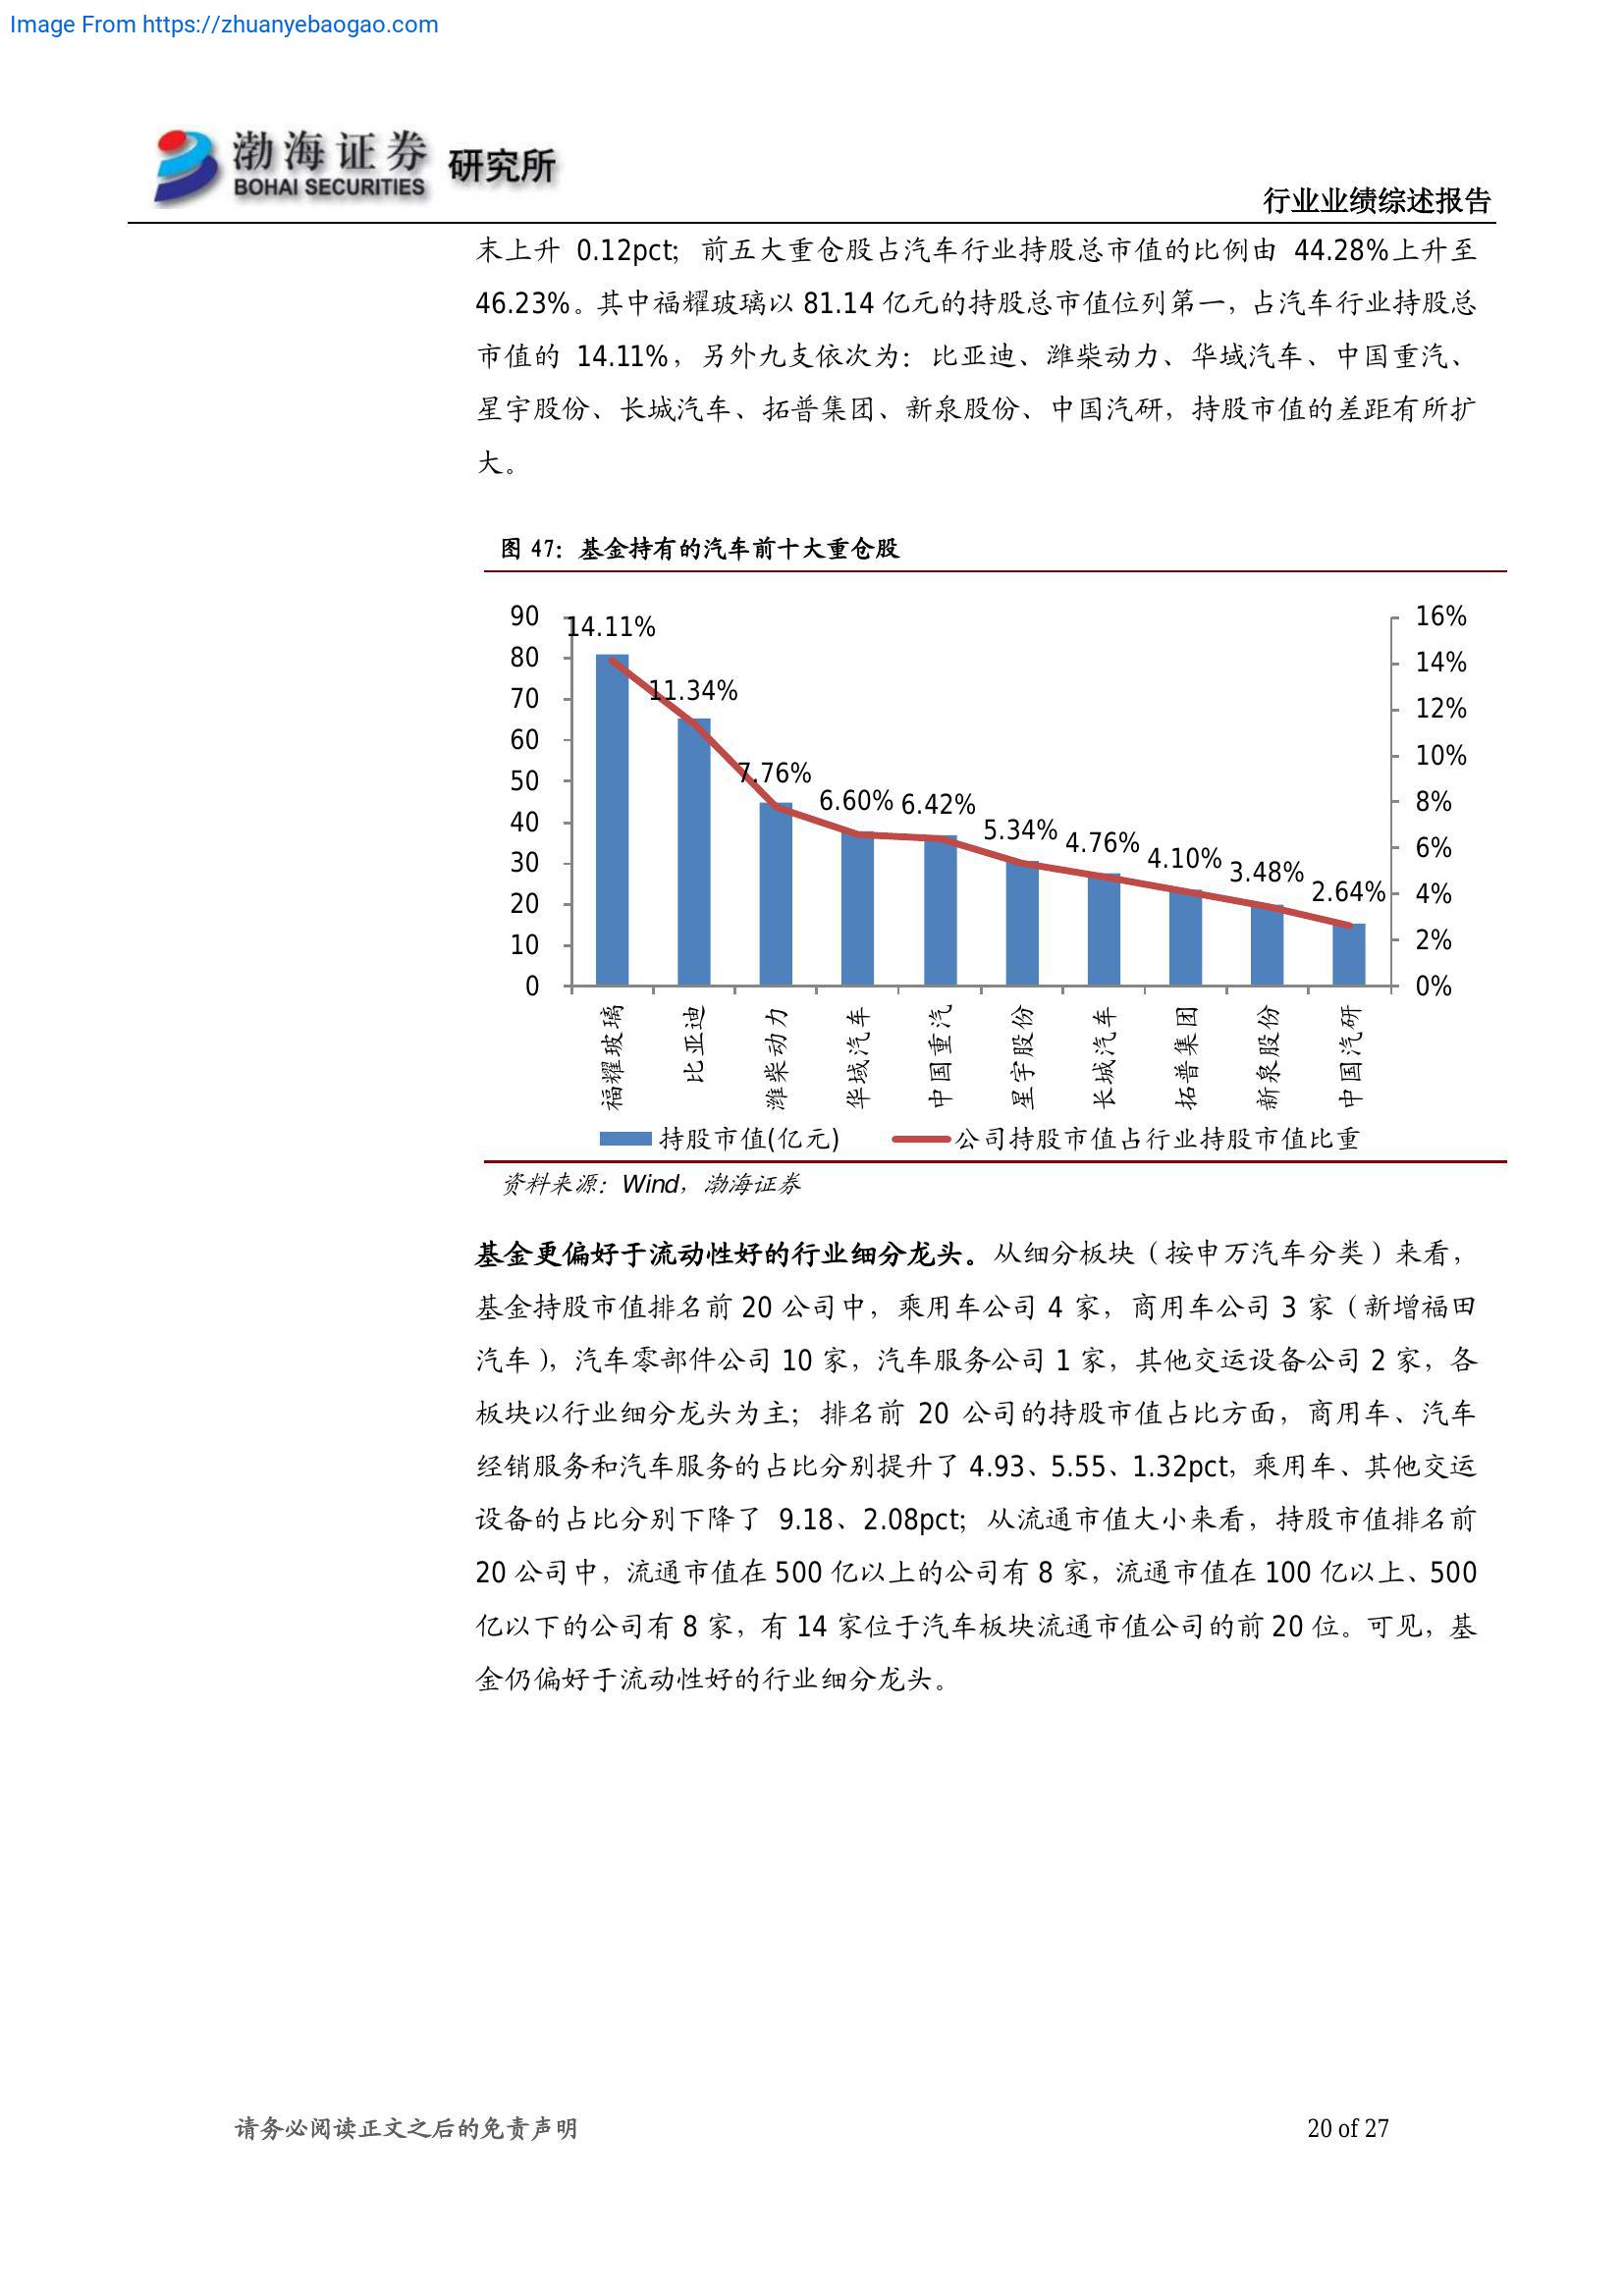 Image From https://zhuanyebaogao.com
渤海证券 研究所
BOHAI SECURITIES
行业业绩综述报告
末上升 0.12pct；前五大重仓股占汽车行业持股总市值的比例由 44.28%上升至
46.23%。其中福耀玻璃以 81.14 亿元的持股总市值位列第一，占汽车行业持股总
市值的 14.11%，另外九支依次为：比亚迪、潍柴动力、华域汽车、中国重汽、
星宇股份、长城汽车、拓普集团、新泉股份、中国汽研，持股市值的差距有所扩
大。
图 47：基金持有的汽车前十大重仓股
90
80
70
60
50
40
30
20
10
0
14.11%
11.34%
7.76%
6.60%
6.42%
5.34%
4.76%
4.10%
3.48%
2.64%
16%
14%
12%
10%
8%
6%
4%
2%
0%
福耀玻璃
比亚迪
潍柴动力
华域汽车
中国重汽
星宇股份
长城汽车
拓普集团
新泉股份
中国汽研
持股市值(亿元)
公司持股市值占行业持股市值比重
资料来源：Wind，渤海证券
基金更偏好于流动性好的行业细分龙头。从细分板块（按申万汽车分类）来看，
基金持股市值排名前 20 公司中，乘用车公司 4 家，商用车公司 3 家（新增福田
汽车），汽车零部件公司 10 家，汽车服务公司 1 家，其他交运设备公司 2 家，各
板块以行业细分龙头为主；排名前 20 公司的持股市值占比方面，商用车、汽车
经销服务和汽车服务的占比分别提升了 4.93、5.55、1.32pct，乘用车、其他交运
设备的占比分别下降了 9.18、2.08pct；从流通市值大小来看，持股市值排名前
20 公司中，流通市值在 500 亿以上的公司有 8 家，流通市值在 100 亿以上、500
亿以下的公司有 8 家，有 14 家位于汽车板块流通市值公司的前 20 位。可见，基
金仍偏好于流动性好的行业细分龙头。
请务必阅读正文之后的免责声明
20 of 27